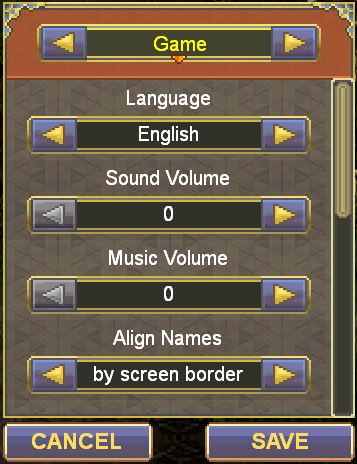 Game
Language
English
Sound Volume
0
Music Volume
0
Align Names
by screen border
CANCEL
SAVE